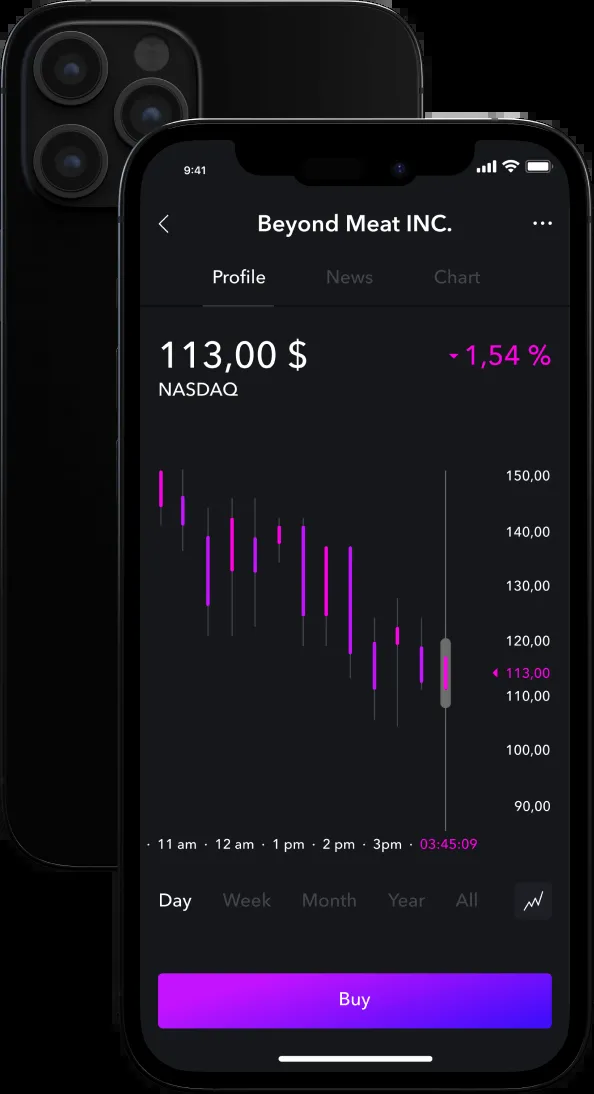 9:41
Beyond Meat INC.
Profile News Chart
113,00 $ 1,54 %
NASDAQ
150,00
140,00
130,00
120,00
113,00
110,00
100,00
90,00
· 11 am · 12 am · 1 pm · 2 pm · 3pm · 03:45:09
Day Week Month Year All
Buy